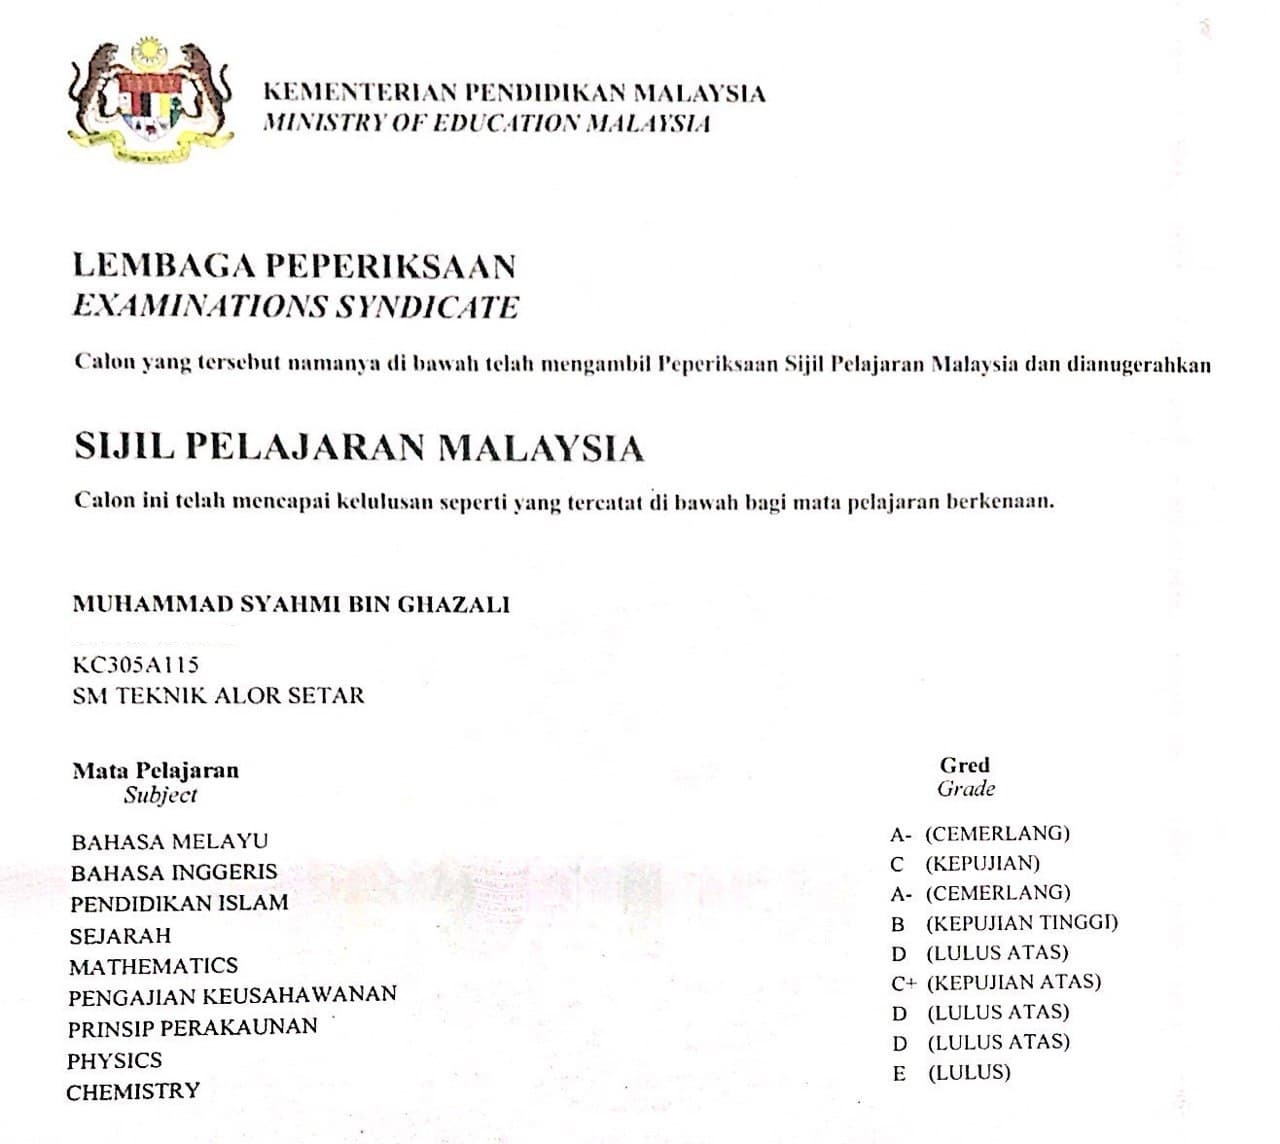 KEMENTERIAN PENDIDIKAN MALAYSIA
MINISTRY OF EDUCATION MALAYSIA
LEMBAGA PEPERIKSAAN
EXAMINATIONS SYNDICATE
Calon yang tersebut namanya di bawah telah mengambil Peperiksaan Sijil Pelajaran Malaysia dan dianugerahkan
SIJIL PELAJARAN MALAYSIA
Calon ini telah mencapai kelulusan seperti yang tercatat di bawah bagi mata pelajaran berkenaan.
MUHAMMAD SYAHMI BIN GHAZALI
KC305A115
SM TEKNIK ALOR SETAR
Mata Pelajaran Gred
Subject Grade
BAHASA MELAYU A- (CEMERLANG)
BAHASA INGGERIS C (KEPUJIAN)
PENDIDIKAN ISLAM A- (CEMERLANG)
SEJARAH B (KEPUJIAN TINGGI)
MATHEMATICS D (LULUS ATAS)
PENGAJIAN KEUSAHAWANAN C+ (KEPUJIAN ATAS)
PRINSIP PERAKAUNAN D (LULUS ATAS)
PHYSICS D (LULUS ATAS)
CHEMISTRY E (LULUS)